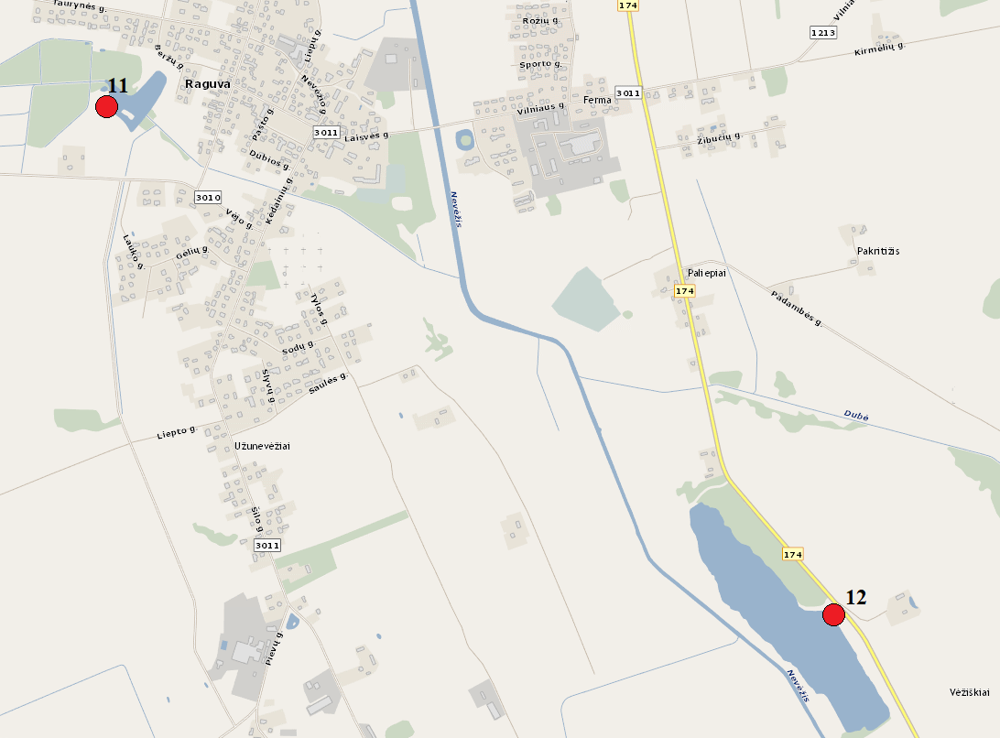 Taurynės g.
174
Vilnia
Rožių g.
1213
Liepų g.
Kirmėlių g.
Beržų g.
Sporto g.
11
Raguva
Nevėžio g.
3011
Ferma
Vilniaus g.
Pašto g.
3011
Laisvės g.
Žibučių g.
Dubios g.
Kėdainių g.
3010
Nevėžis
Vėjo g.
Lauko g.
Gėlių g.
Pakritižis
Paliepiai
174
Tylos g.
Padambės g.
Sodų g.
Slyvų g.
Saulės g.
Dubė
Liepto g.
Užunevėžiai
Šilo g.
3011
174
12
Pievų g.
Nevėžis
Vėžiškiai